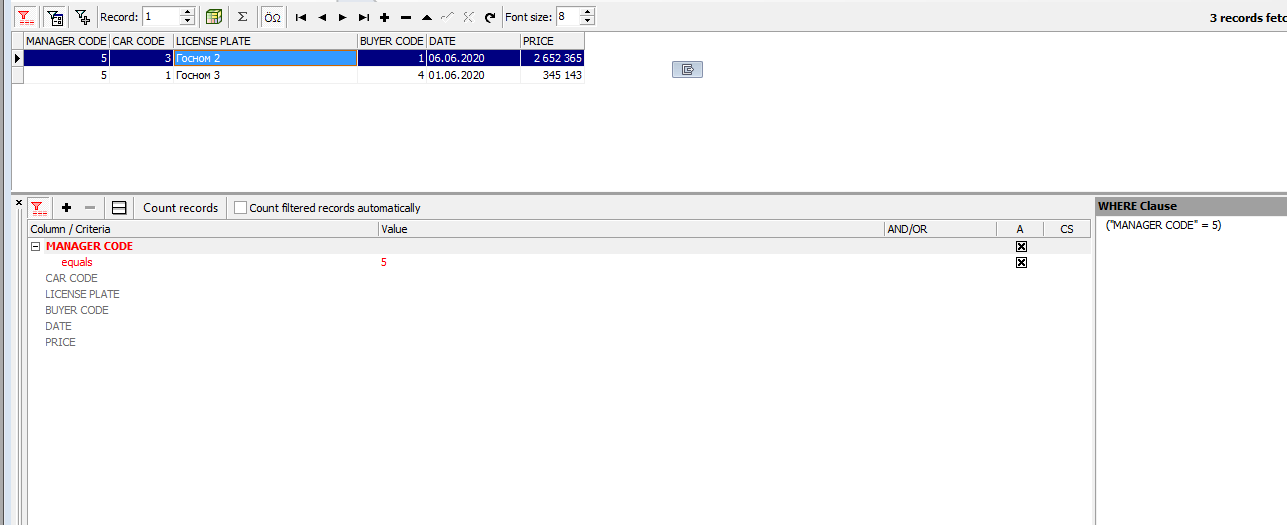 Record: 1 Σ ÖΩ Font size: 8 3 records fetc
MANAGER CODE CAR CODE LICENSE PLATE BUYER CODE DATE PRICE
5 3 Госном 2 1 06.06.2020 2 652 365
5 1 Госном 3 4 01.06.2020 345 143
Count records Count filtered records automatically
WHERE Clause
Column / Criteria Value AND/OR A CS
("MANAGER CODE" = 5)
MANAGER CODE
equals 5
CAR CODE
LICENSE PLATE
BUYER CODE
DATE
PRICE